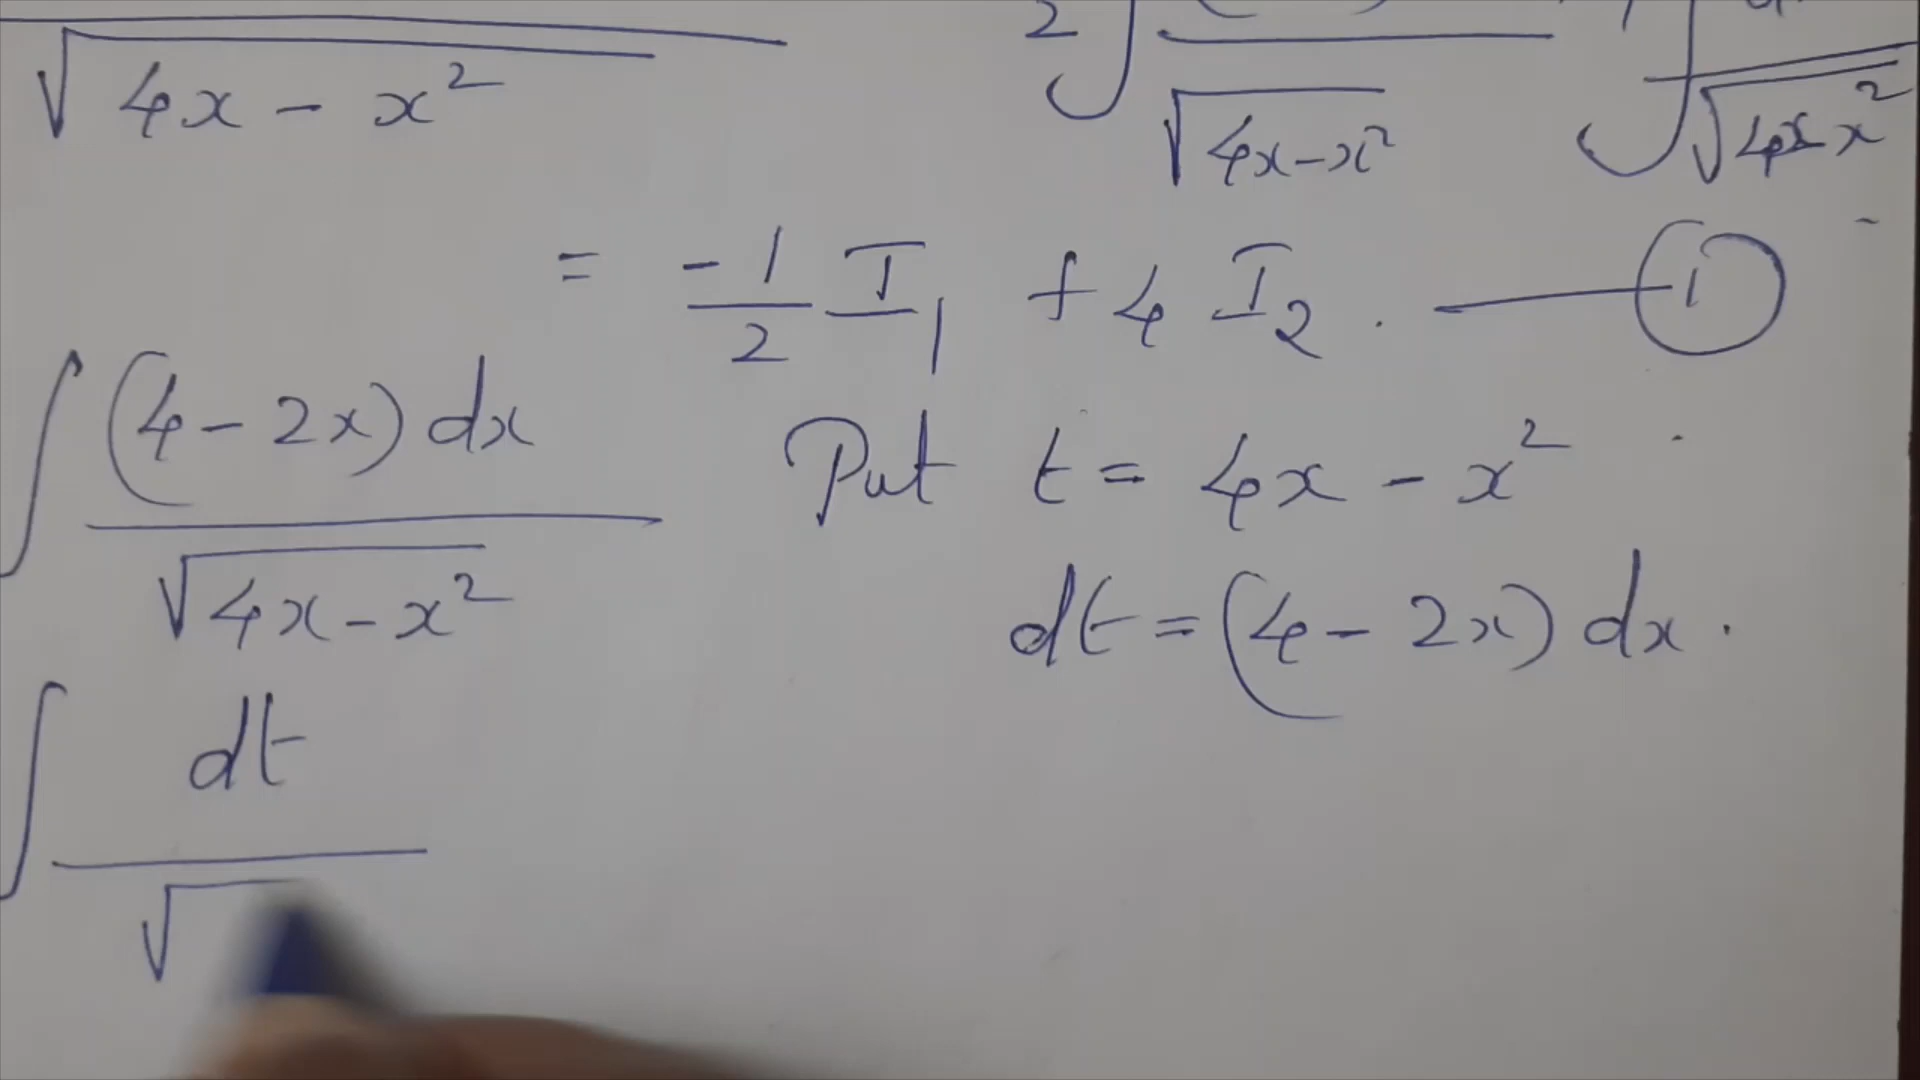 √(4x - x²) 2∫ /√(4x-x²) ∫ /√(4x x²)
= -1/2 I₁ + 4 I₂ . — ①
∫ (4 - 2x) dx / √(4x - x²) Put t = 4x - x²
dt = (4 - 2x) dx .
∫ dt / √